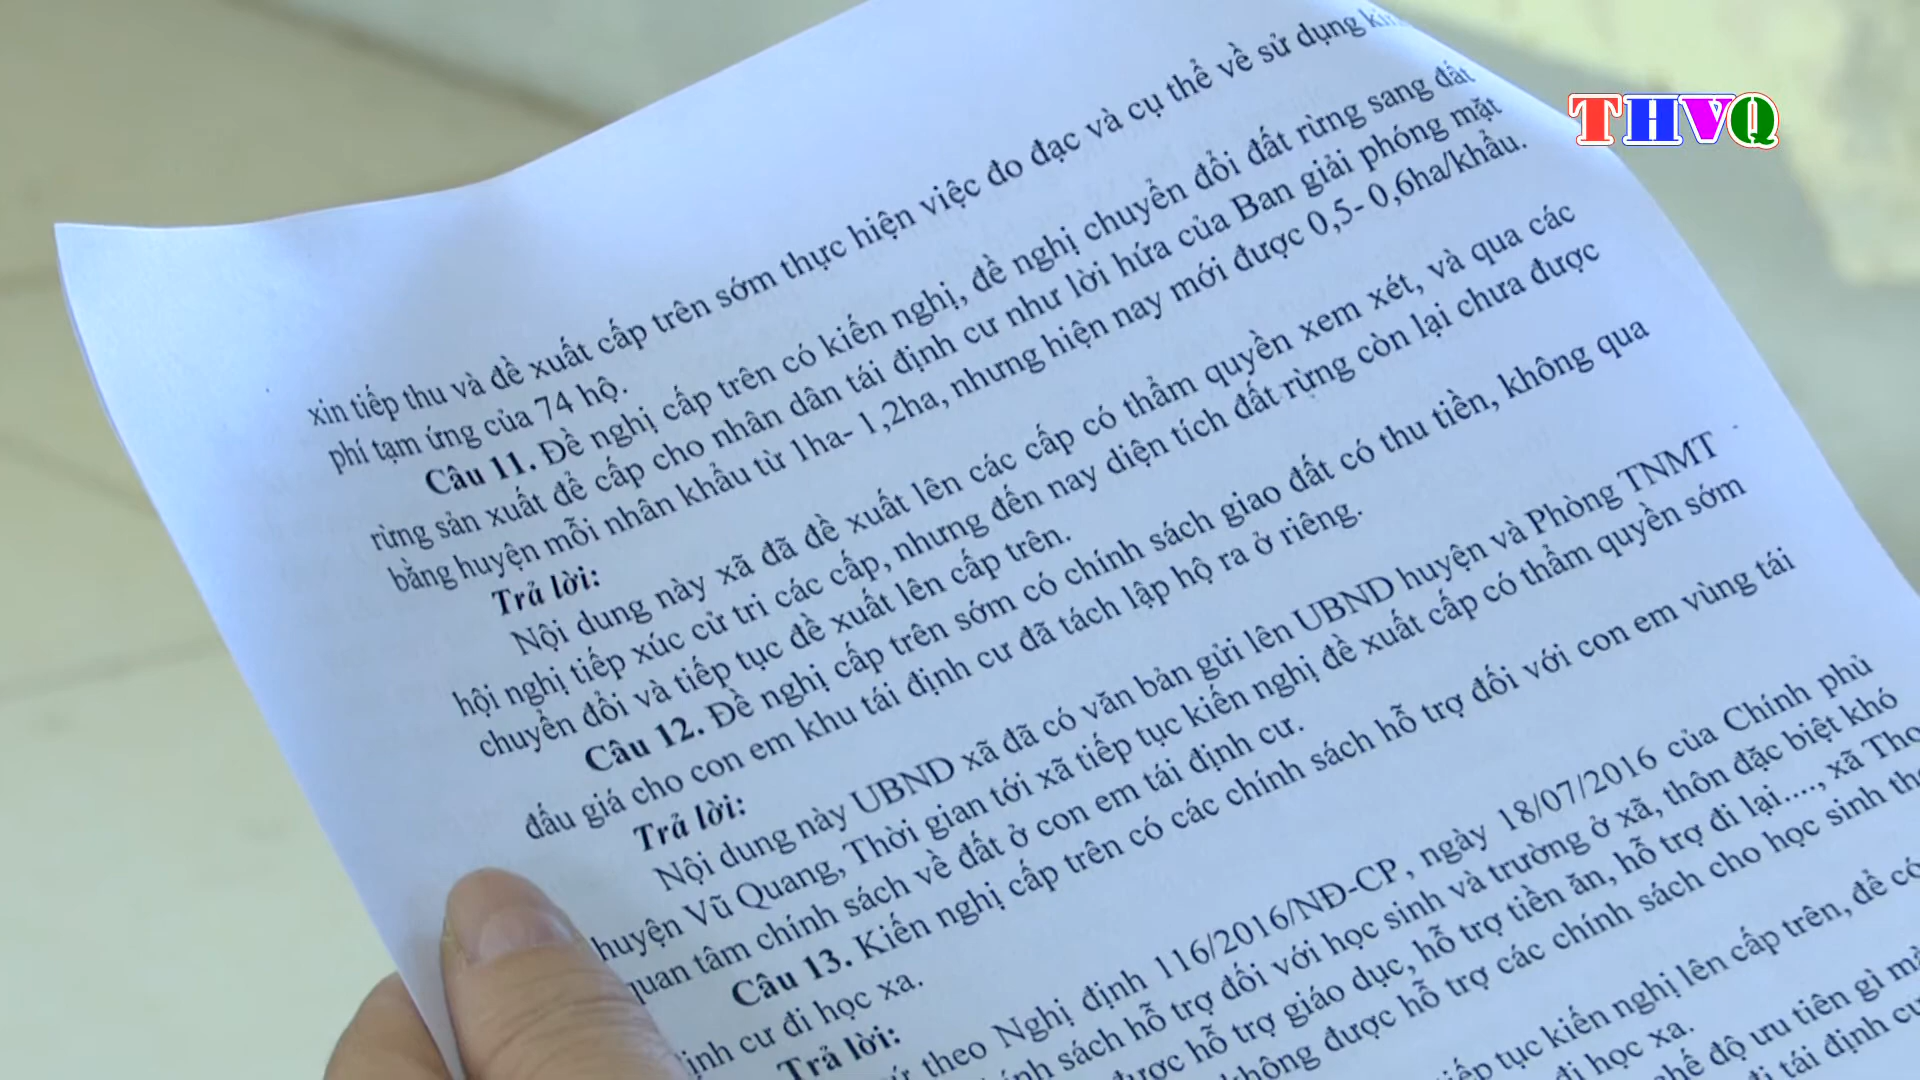 THVQ
xin tiếp thu và đề xuất cấp trên sớm thực hiện việc đo đạc và cụ thể về sử dụng
phí tạm ứng của 74 hộ.
Câu 11. Đề nghị cấp trên có kiến nghị, đề nghị chuyển đổi đất rừng sang đất
rừng sản xuất để cấp cho nhân dân tái định cư như lời hứa của Ban giải phóng mặt
bằng huyện mỗi nhân khẩu từ 1ha- 1,2ha, nhưng hiện nay mới được 0,5- 0,6ha/khẩu.
Trả lời:
Nội dung này xã đã đề xuất lên các cấp có thẩm quyền xem xét, và qua các
hội nghị tiếp xúc cử tri các cấp, nhưng đến nay diện tích đất rừng còn lại chưa được
chuyển đổi và tiếp tục đề xuất lên cấp trên.
Câu 12. Đề nghị cấp trên sớm có chính sách giao đất có thu tiền, không qua
đấu giá cho con em khu tái định cư đã tách lập hộ ra ở riêng.
Trả lời:
Nội dung này UBND xã đã có văn bản gửi lên UBND huyện và Phòng TNMT
huyện Vũ Quang, Thời gian tới xã tiếp tục kiến nghị đề xuất cấp có thẩm quyền sớm
quan tâm chính sách về đất ở con em tái định cư.
Câu 13. Kiến nghị cấp trên có các chính sách hỗ trợ đối với con em vùng tái
định cư đi học xa.
Trả lời:
theo Nghị định 116/2016/NĐ-CP, ngày 18/07/2016 của Chính phủ
sách hỗ trợ đối với học sinh và trường ở xã, thôn đặc biệt khó
được hỗ trợ giáo dục, hỗ trợ tiền ăn, hỗ trợ đi lại...., xã Thọ
không được hỗ trợ các chính sách cho học sinh
tiếp tục kiến nghị lên cấp trên, đề có
đi học xa.
chế độ ưu tiên gì
tái định cư